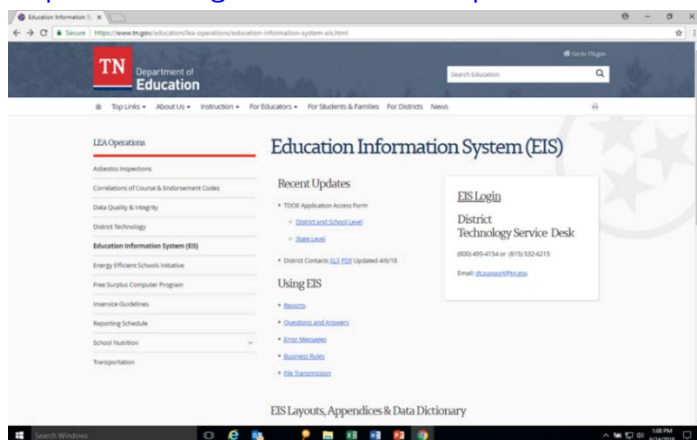 Education Information Sy
Secure https://www.tn.gov/education/lea-operations/education-information-system-eis.html
Go to TN.gov
TN Department of
Education
Search Education
Top Links About Us Instruction For Educators For Students & Families For Districts News
LEA Operations
Asbestos Inspections
Correlations of Course & Endorsement Codes
Data Quality & Integrity
District Technology
Education Information System (EIS)
Energy Efficient Schools Initiative
Free Surplus Computer Program
Inservice Guidelines
Reporting Schedule
School Nutrition
Transportation
Education Information System (EIS)
Recent Updates
TDOE Application Access Form
District and School Level
State Level
District Contacts XLS PDF Updated 4/6/18
Using EIS
Reports
Questions and Answers
Error Messages
Business Rules
File Transmission
EIS Layouts, Appendices & Data Dictionary
EIS Login
District
Technology Service Desk
(800)-495-4154 or (615) 532-6215
Email: dt.support@tn.gov
Search Windows
1:08 PM